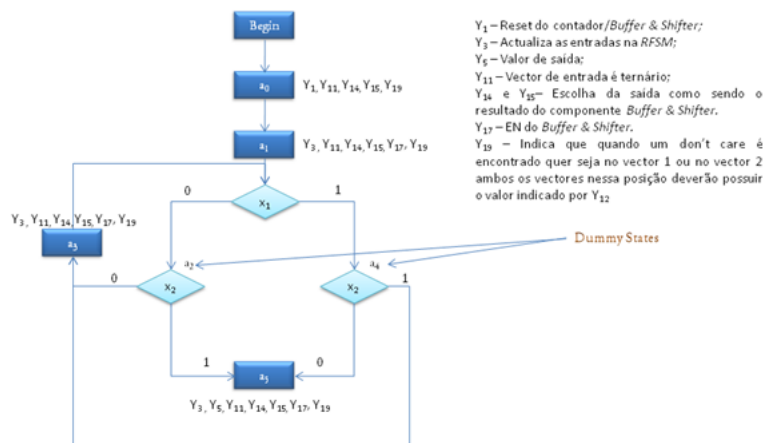 Begin
a0
Y1, Y11, Y14, Y15, Y19
a1
Y3, Y11, Y14, Y15, Y17, Y19
0
1
x1
Y3, Y11, Y14, Y15, Y17, Y19
a3
0
a2
x2
a4
x2
1
Dummy States
1
0
a5
Y3, Y5, Y11, Y14, Y15, Y17, Y19
Y1 – Reset do contador/Buffer & Shifter;
Y3 – Actualiza as entradas na RFSM;
Y5 – Valor de saída;
Y11 – Vector de entrada é ternário;
Y14 e Y15 – Escolha da saída como sendo o
resultado do componente Buffer & Shifter.
Y17 – EN do Buffer & Shifter.
Y19 – Indica que quando um don't care é
encontrado quer seja no vector 1 ou no vector 2
ambos os vectores nessa posição deverão possuir
o valor indicado por Y12